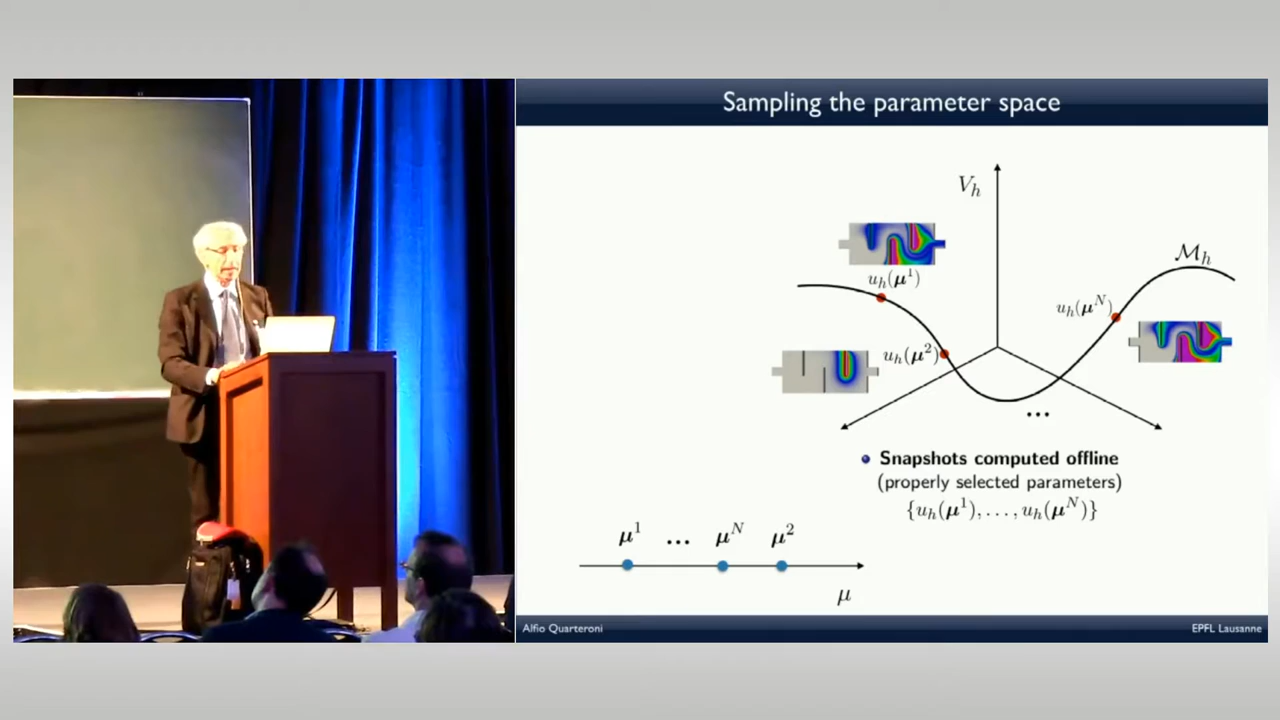 Sampling the parameter space
V_h
M_h
u_h(μ^1)
u_h(μ^N)
u_h(μ^2)
...
• Snapshots computed offline
(properly selected parameters)
{u_h(μ^1),...,u_h(μ^N)}
μ^1 ... μ^N μ^2
μ
Alfio Quarteroni
EPFL Lausanne